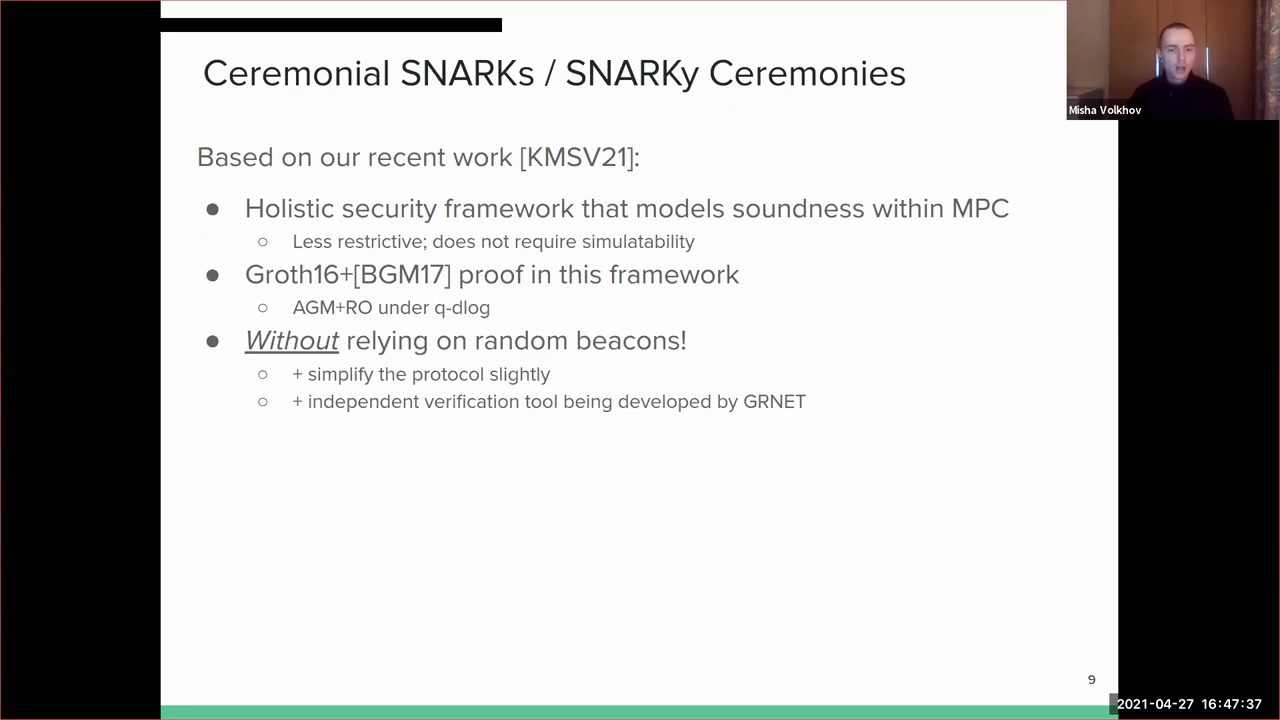 Ceremonial SNARKs / SNARKy Ceremonies
Misha Volkhov
Based on our recent work [KMSV21]:
● Holistic security framework that models soundness within MPC
○ Less restrictive; does not require simulatability
● Groth16+[BGM17] proof in this framework
○ AGM+RO under q-dlog
● Without relying on random beacons!
○ + simplify the protocol slightly
○ + independent verification tool being developed by GRNET
9
2021-04-27 16:47:37